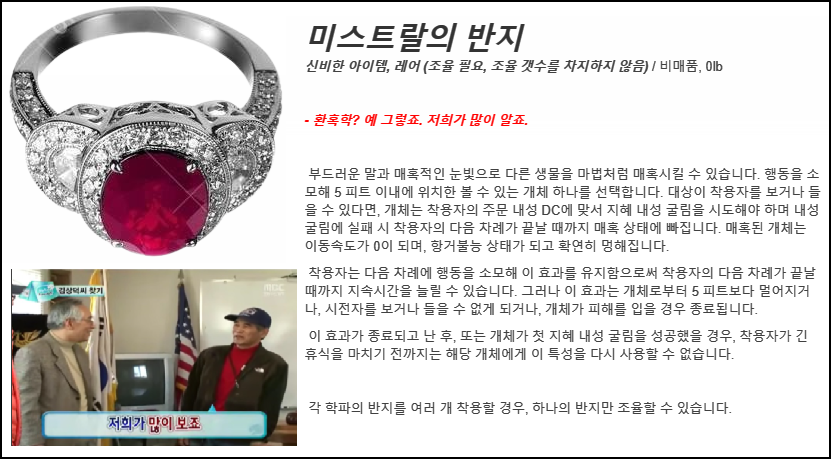 미스트랄의 반지
신비한 아이템, 레어 (조율 필요, 조율 갯수를 차지하지 않음) / 비매품, 0lb
- 환혹학? 예 그렇죠. 저희가 많이 알죠.
부드러운 말과 매혹적인 눈빛으로 다른 생물을 마법처럼 매혹시킬 수 있습니다. 행동을 소
모해 5 피트 이내에 위치한 볼 수 있는 개체 하나를 선택합니다. 대상이 착용자를 보거나 들
을 수 있다면, 개체는 착용자의 주문 내성 DC에 맞서 지혜 내성 굴림을 시도해야 하며 내성
굴림에 실패 시 착용자의 다음 차례가 끝날 때까지 매혹 상태에 빠집니다. 매혹된 개체는
이동속도가 0이 되며, 항거불능 상태가 되고 확연히 멍해집니다.
착용자는 다음 차례에 행동을 소모해 이 효과를 유지함으로써 착용자의 다음 차례가 끝날
때까지 지속시간을 늘릴 수 있습니다. 그러나 이 효과는 개체로부터 5 피트보다 멀어지거
나, 시전자를 보거나 들을 수 없게 되거나, 개체가 피해를 입을 경우 종료됩니다.
이 효과가 종료되고 난 후, 또는 개체가 첫 지혜 내성 굴림을 성공했을 경우, 착용자가 긴
휴식을 마치기 전까지는 해당 개체에게 이 특성을 다시 사용할 수 없습니다.
각 학파의 반지를 여러 개 착용할 경우, 하나의 반지만 조율할 수 있습니다.
김상덕씨 찾기
MBC
저희가 많이 보죠